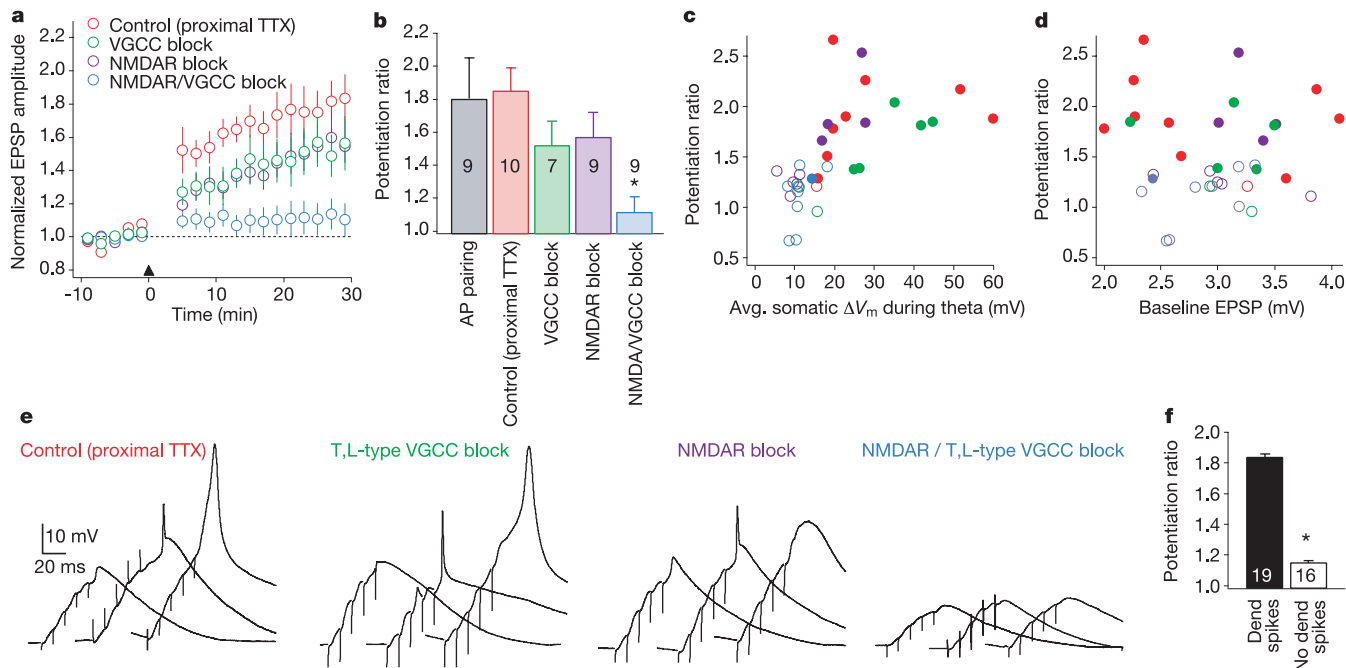 a
Normalized EPSP amplitude
2.2
2.0
1.8
1.6
1.4
1.2
1.0
0.8
-10
0
10
20
30
Time (min)
Control (proximal TTX)
VGCC block
NMDAR block
NMDAR/VGCC block
b
Potentiation ratio
2.2
2.0
1.8
1.6
1.4
1.2
1.0
9
10
7
9
9
*
AP pairing
Control (proximal TTX)
VGCC block
NMDAR block
NMDA/VGCC block
c
Potentiation ratio
2.5
2.0
1.5
1.0
0.5
0 10 20 30 40 50 60
Avg. somatic ΔVm during theta (mV)
d
Potentiation ratio
2.5
2.0
1.5
1.0
0.5
2.0 2.5 3.0 3.5 4.0
Baseline EPSP (mV)
e
Control (proximal TTX)
T,L-type VGCC block
NMDAR block
NMDAR / T,L-type VGCC block
10 mV
20 ms
f
Potentiation ratio
2.0
1.8
1.6
1.4
1.2
1.0
19
*
16
Dend spikes
No dend spikes